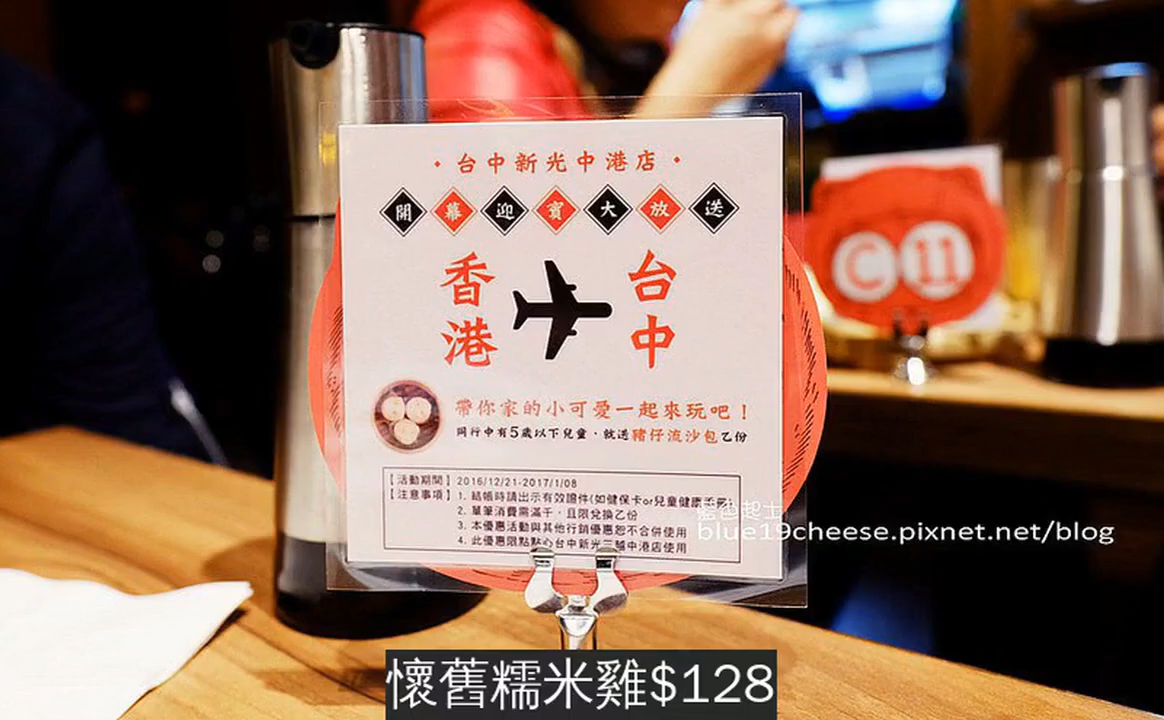 ・台中新光中港店・
開幕迎賓大放送
香港 台中
帶你家的小可愛一起來玩吧！
同行中有5歲以下兒童，就送豬仔流沙包乙份
【活動期間】2016/12/21-2017/1/08
【注意事項】1. 結帳時請出示有效證件(如健保卡or兒童健康手冊)
2. 單筆消費需滿千，且限兌換乙份
3. 本優惠活動與其他行銷優惠恕不合併使用
4. 此優惠限點點心台中新光三越中港店使用
C 11
藍色起士
blue19cheese.pixnet.net/blog
懷舊糯米雞$128